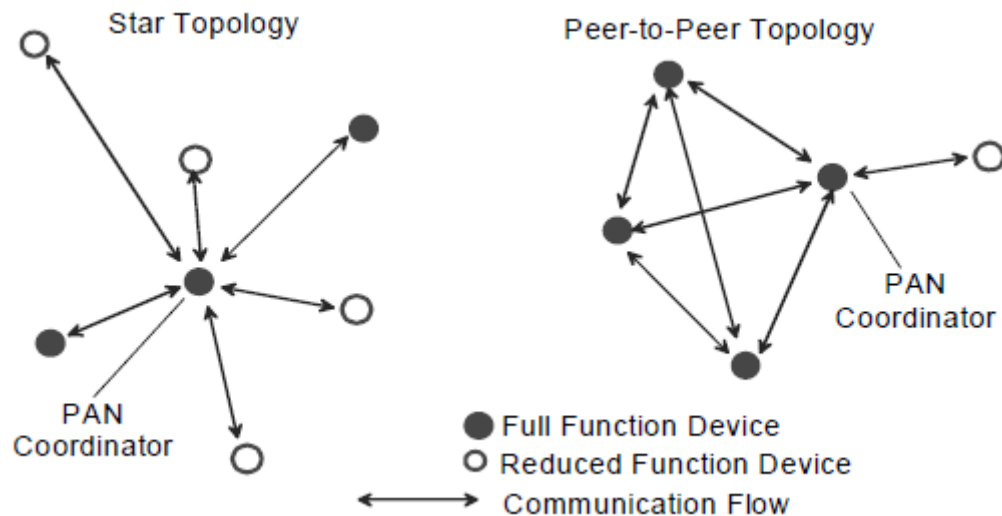 Star Topology
Peer-to-Peer Topology
PAN
Coordinator
PAN
Coordinator
Full Function Device
Reduced Function Device
Communication Flow